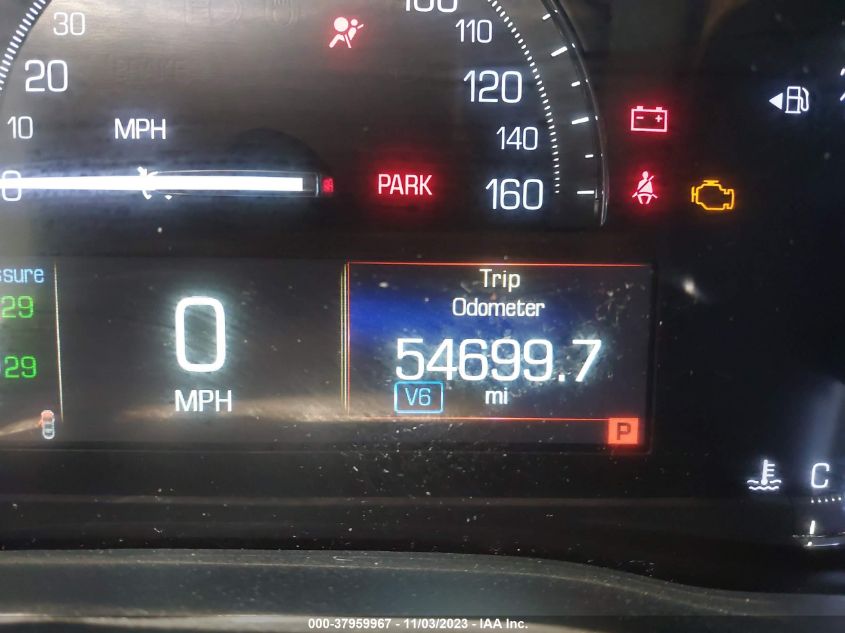 30
20
10
0
MPH
100
110
120
140
160
PARK
ssure
29
29
0
MPH
Trip
Odometer
54699.7
mi
V6
P
C
000-37959967 - 11/03/2023 - IAA Inc.